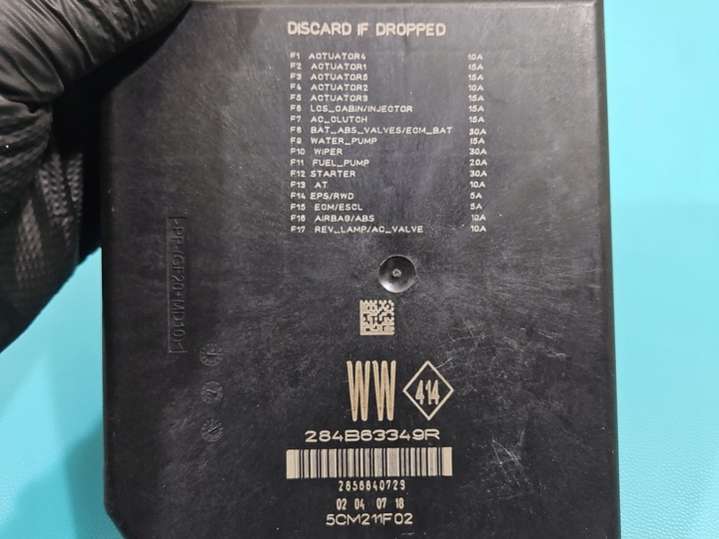 DISCARD IF DROPPED
F1 ACTUATOR4 10A
F2 ACTUATOR1 15A
F3 ACTUATOR5 15A
F4 ACTUATOR2 10A
F5 ACTUATOR3 15A
F6 LCS_CABIN/INJECTOR 15A
F7 AC_CLUTCH 15A
F8 BAT_ABS_VALVES/ECM_BAT 30A
F9 WATER_PUMP 15A
F10 WIPER 30A
F11 FUEL_PUMP 20A
F12 STARTER 30A
F13 AT 10A
F14 EPS/RWD 5A
F15 ECM/ESCL 5A
F16 AIRBAG/ABS 10A
F17 REV_LAMP/AC_VALVE 10A
WW 414
284B63349R
2856840729
02 04 07 18
5CM211F02